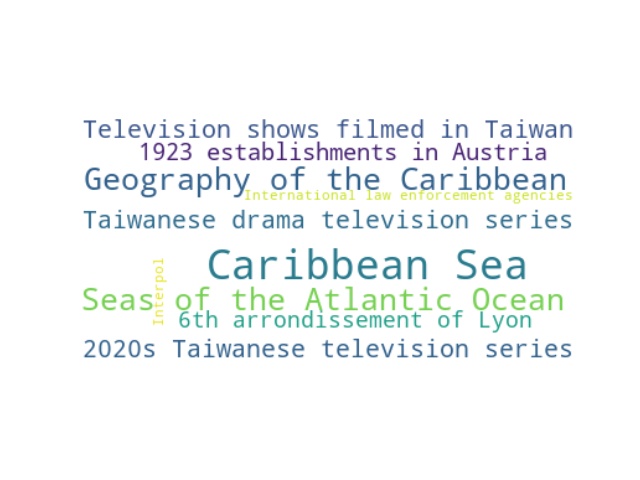 Television shows filmed in Taiwan
1923 establishments in Austria
Geography of the Caribbean
International law enforcement agencies
Taiwanese drama television series
Caribbean Sea
Interpol
Seas of the Atlantic Ocean
6th arrondissement of Lyon
2020s Taiwanese television series